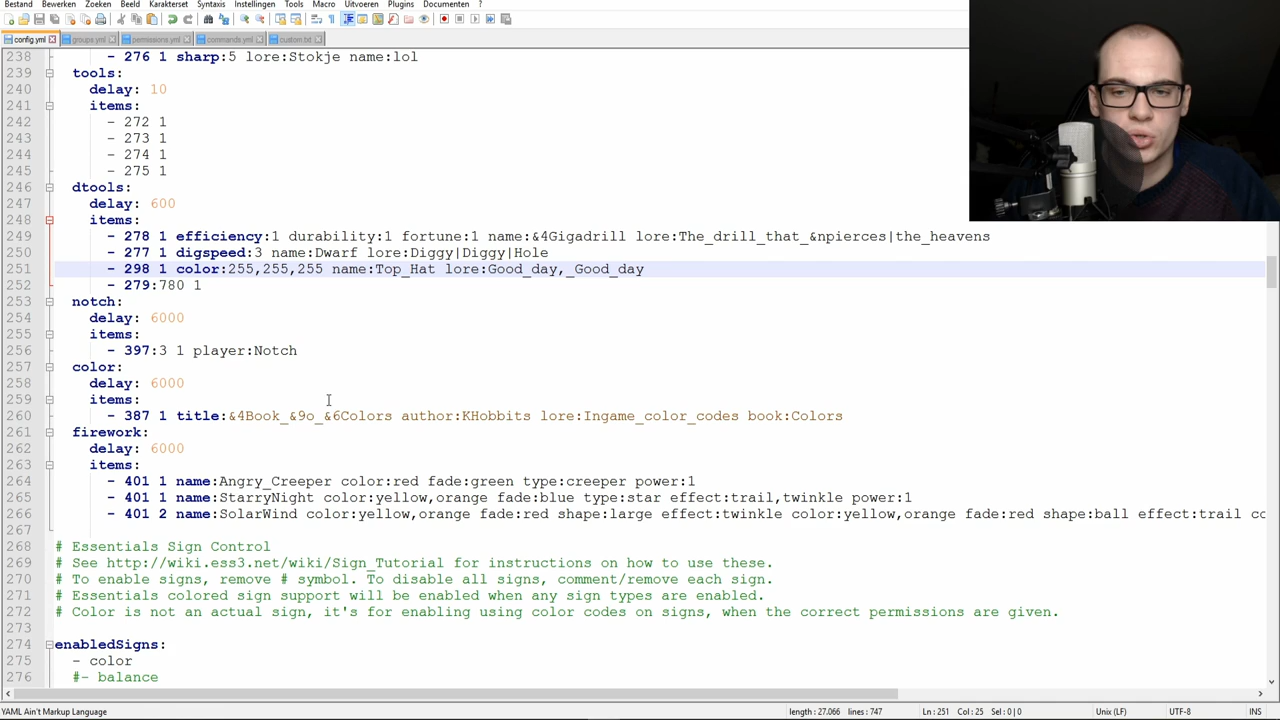 Bestand Bewerken Zoeken Beeld Karakterset Syntaxis Instellingen Tools Macro Uitvoeren Plugins Documenten ?
config.yml groups.yml permissions.yml commands.yml custom.txt
238 - 276 1 sharp:5 lore:Stokje name:lol
239 tools:
240 delay: 10
241 items:
242 - 272 1
243 - 273 1
244 - 274 1
245 - 275 1
246 dtools:
247 delay: 600
248 items:
249 - 278 1 efficiency:1 durability:1 fortune:1 name:&4Gigadrill lore:The_drill_that_&npierces|the_heavens
250 - 277 1 digspeed:3 name:Dwarf lore:Diggy|Diggy|Hole
251 - 298 1 color:255,255,255 name:Top_Hat lore:Good_day,_Good_day
252 - 279:780 1
253 notch:
254 delay: 6000
255 items:
256 - 397:3 1 player:Notch
257 color:
258 delay: 6000
259 items:
260 - 387 1 title:&4Book_&9o_&6Colors author:KHobbits lore:Ingame_color_codes book:Colors
261 firework:
262 delay: 6000
263 items:
264 - 401 1 name:Angry_Creeper color:red fade:green type:creeper power:1
265 - 401 1 name:StarryNight color:yellow,orange fade:blue type:star effect:trail,twinkle power:1
266 - 401 2 name:SolarWind color:yellow,orange fade:red shape:large effect:twinkle color:yellow,orange fade:red shape:ball effect:trail co
267
268 # Essentials Sign Control
269 # See http://wiki.ess3.net/wiki/Sign_Tutorial for instructions on how to use these.
270 # To enable signs, remove # symbol. To disable all signs, comment/remove each sign.
271 # Essentials colored sign support will be enabled when any sign types are enabled.
272 # Color is not an actual sign, it's for enabling using color codes on signs, when the correct permissions are given.
273
274 enabledSigns:
275 - color
276 #- balance
YAML Ain't Markup Language length : 27.066 lines : 747 Ln : 251 Col : 25 Sel : 0 | 0 Unix (LF) UTF-8 INS